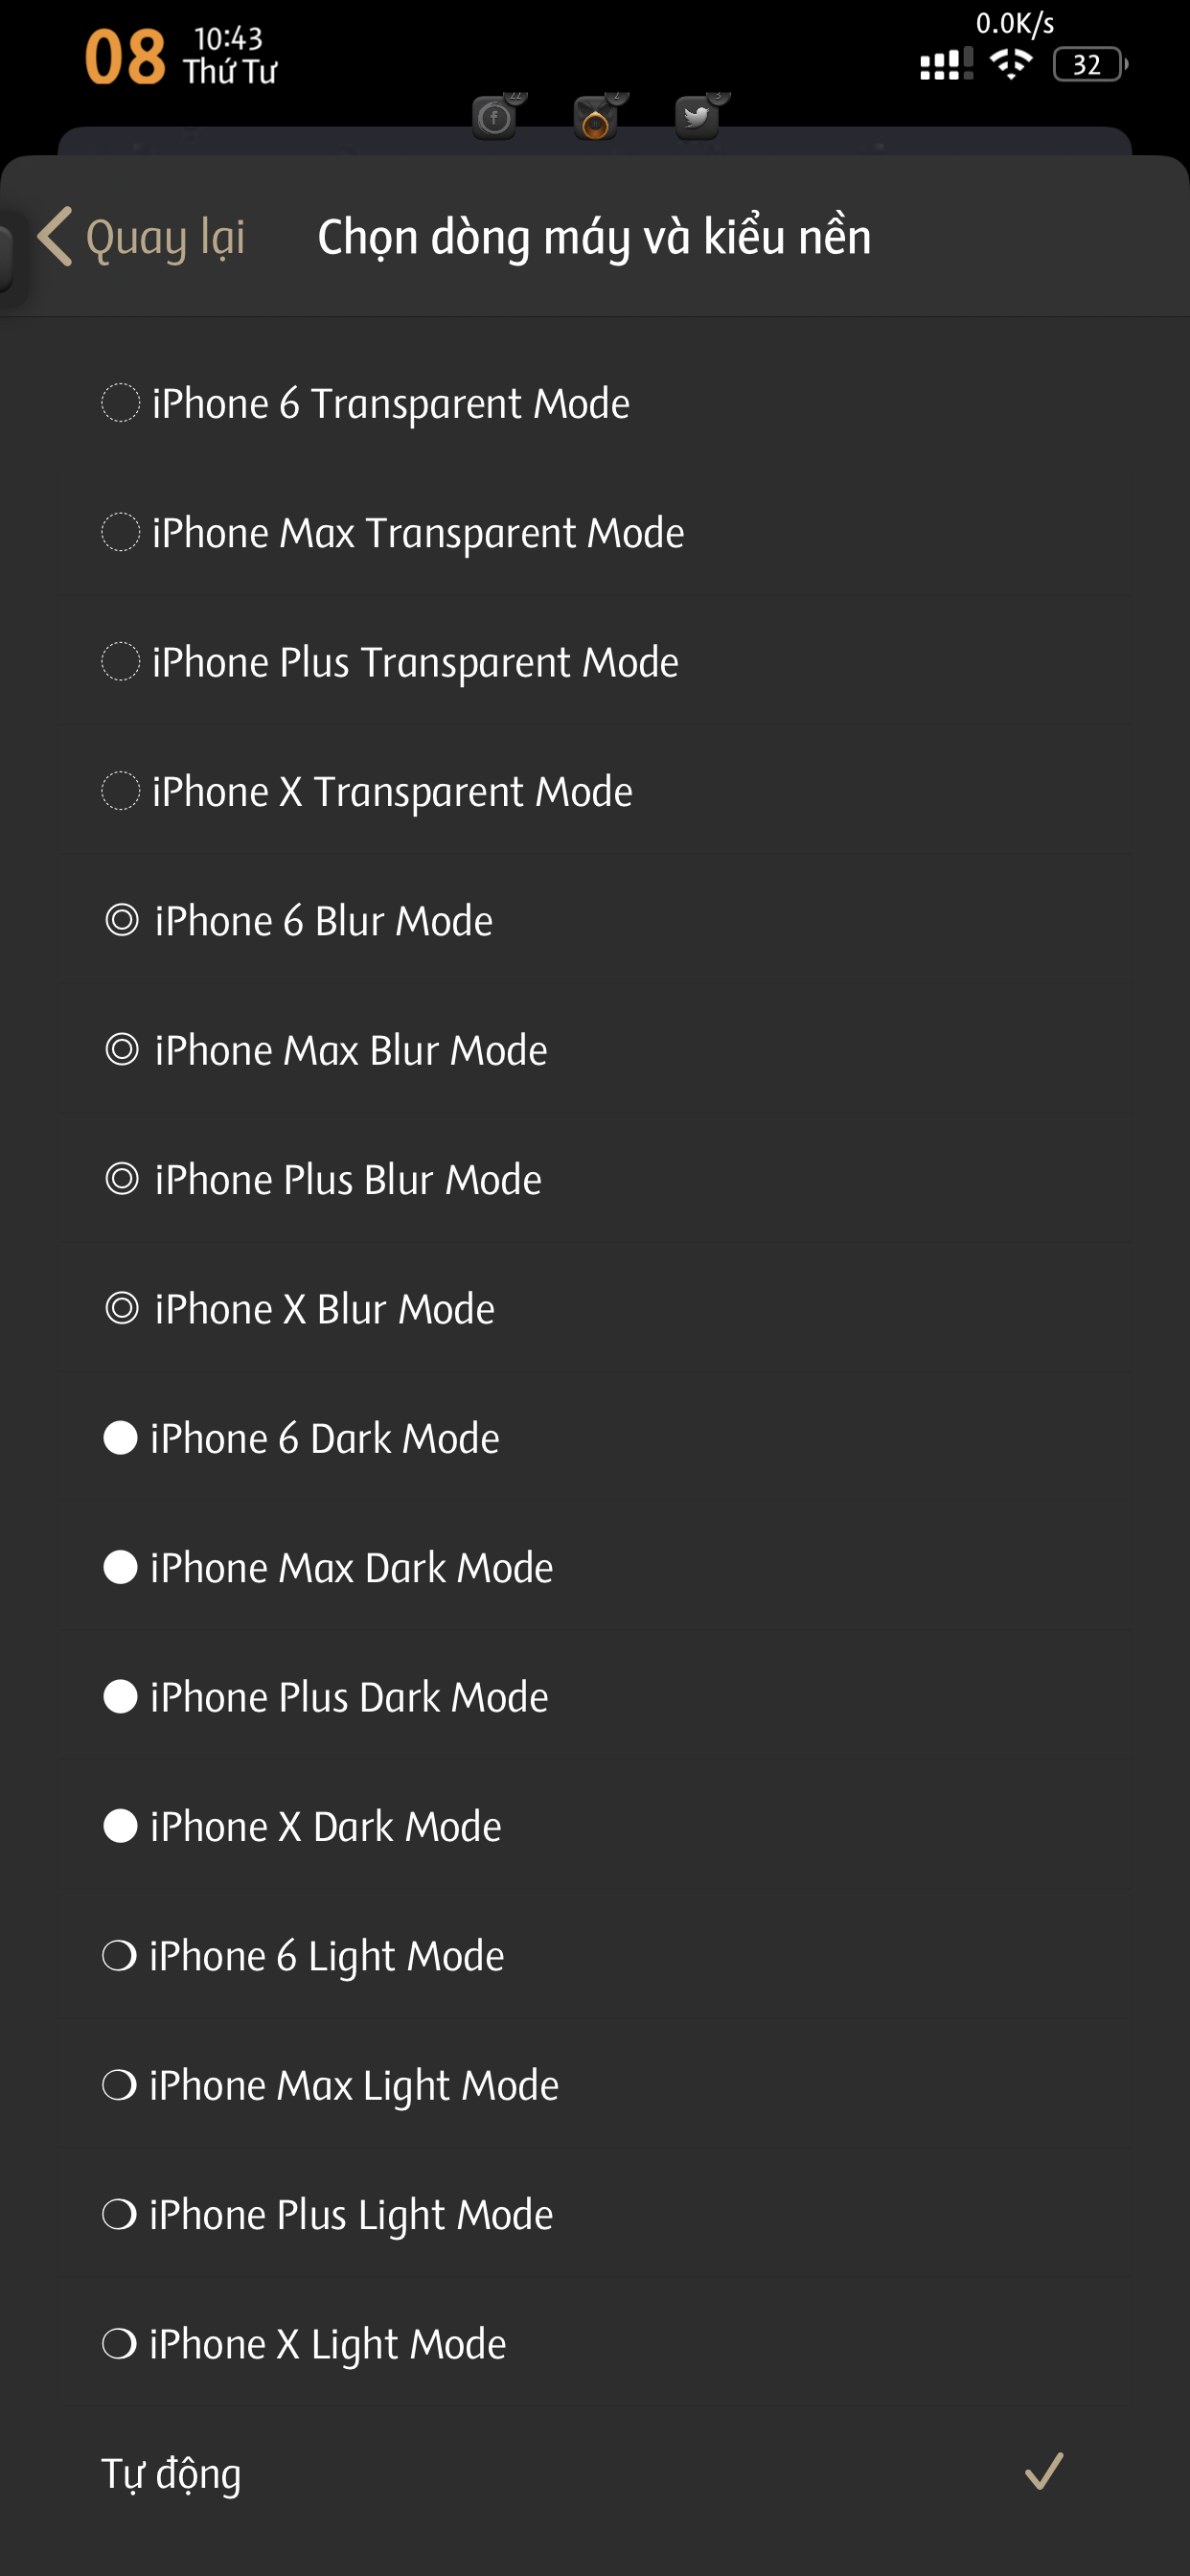 08
10:43
Thứ Tư
0.0K/s
32
22
2
3
Quay lại
Chọn dòng máy và kiểu nền
iPhone 6 Transparent Mode
iPhone Max Transparent Mode
iPhone Plus Transparent Mode
iPhone X Transparent Mode
iPhone 6 Blur Mode
iPhone Max Blur Mode
iPhone Plus Blur Mode
iPhone X Blur Mode
iPhone 6 Dark Mode
iPhone Max Dark Mode
iPhone Plus Dark Mode
iPhone X Dark Mode
iPhone 6 Light Mode
iPhone Max Light Mode
iPhone Plus Light Mode
iPhone X Light Mode
Tự động